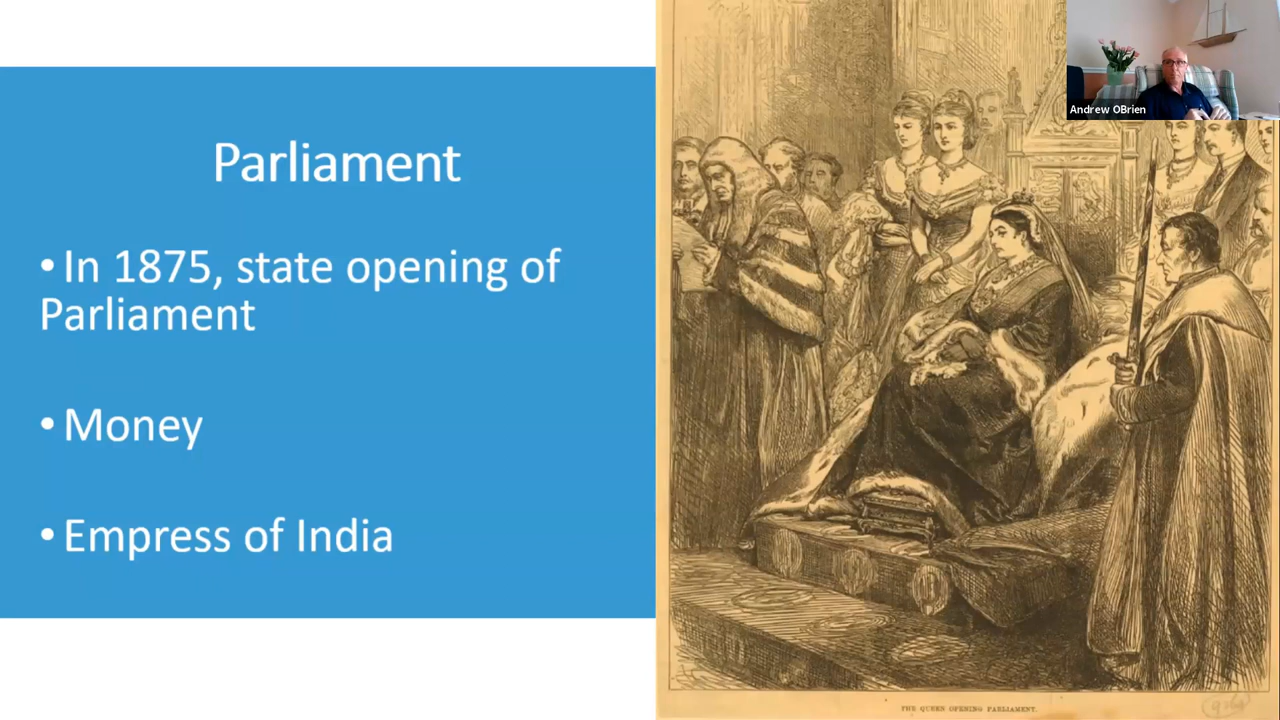 Parliament
• In 1875, state opening of
Parliament
• Money
• Empress of India
Andrew OBrien
THE QUEEN OPENING PARLIAMENT.